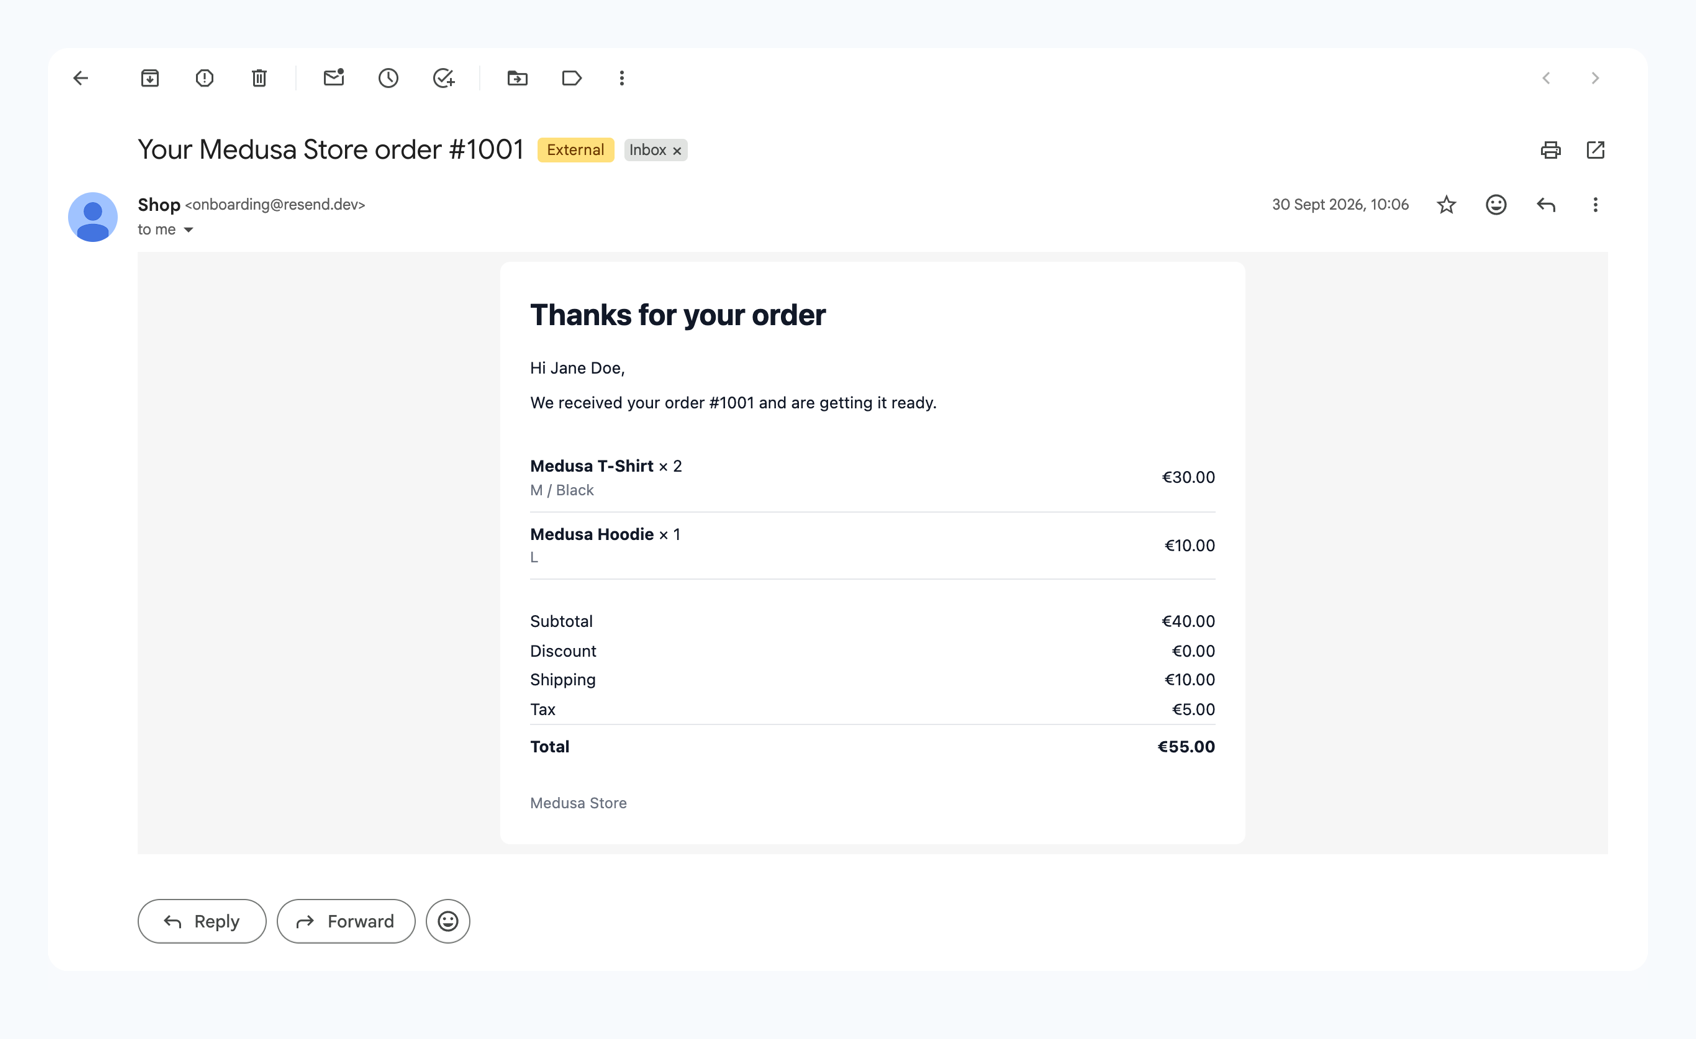 Your Medusa Store order #1001 External Inbox ×
Shop <onboarding@resend.dev> 30 Sept 2026, 10:06
to me
Thanks for your order
Hi Jane Doe,
We received your order #1001 and are getting it ready.
Medusa T-Shirt × 2
M / Black
€30.00
Medusa Hoodie × 1
L
€10.00
Subtotal €40.00
Discount €0.00
Shipping €10.00
Tax €5.00
Total €55.00
Medusa Store
Reply Forward